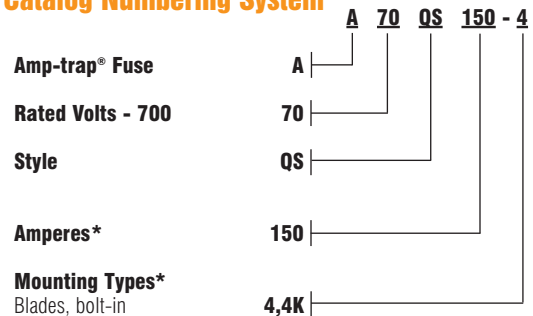 Catalog Numbering System
A 70 QS 150 - 4
Amp-trap® Fuse A
Rated Volts - 700 70
Style QS
Amperes* 150
Mounting Types*
Blades, bolt-in 4,4K